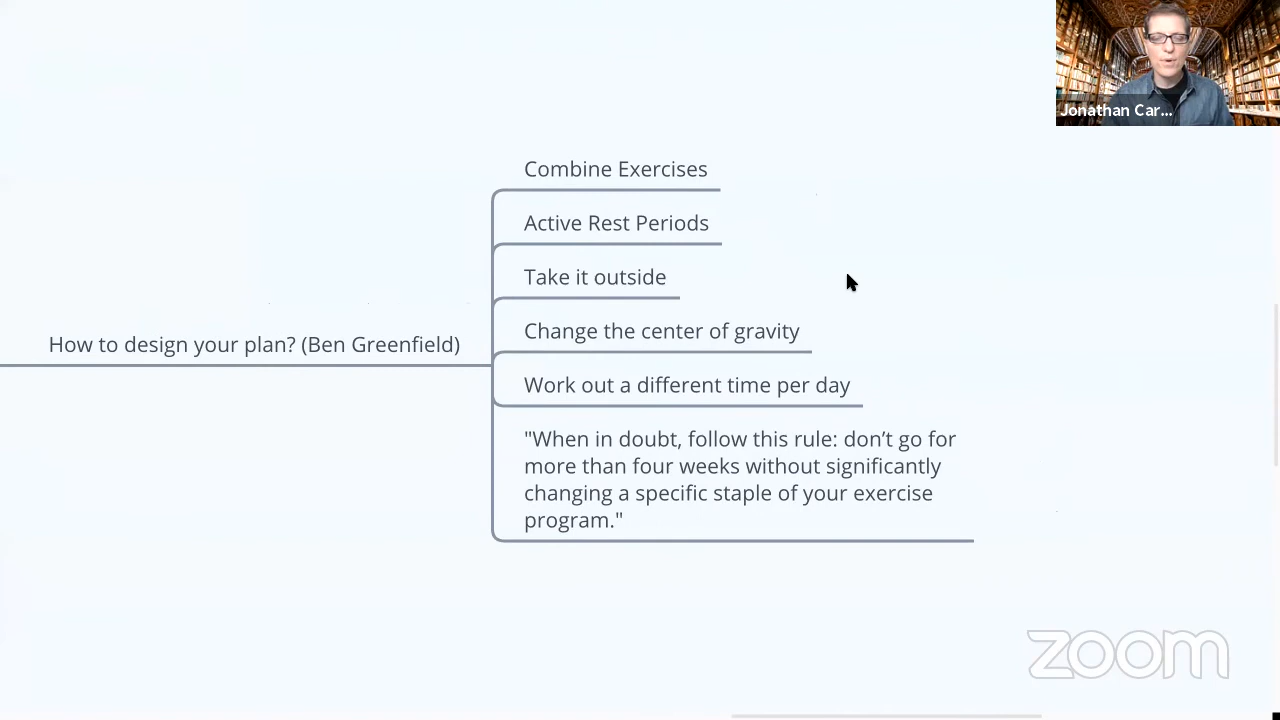 Jonathan Car...
Combine Exercises
Active Rest Periods
Take it outside
Change the center of gravity
How to design your plan? (Ben Greenfield)
Work out a different time per day
"When in doubt, follow this rule: don’t go for
more than four weeks without significantly
changing a specific staple of your exercise
program."
zoom